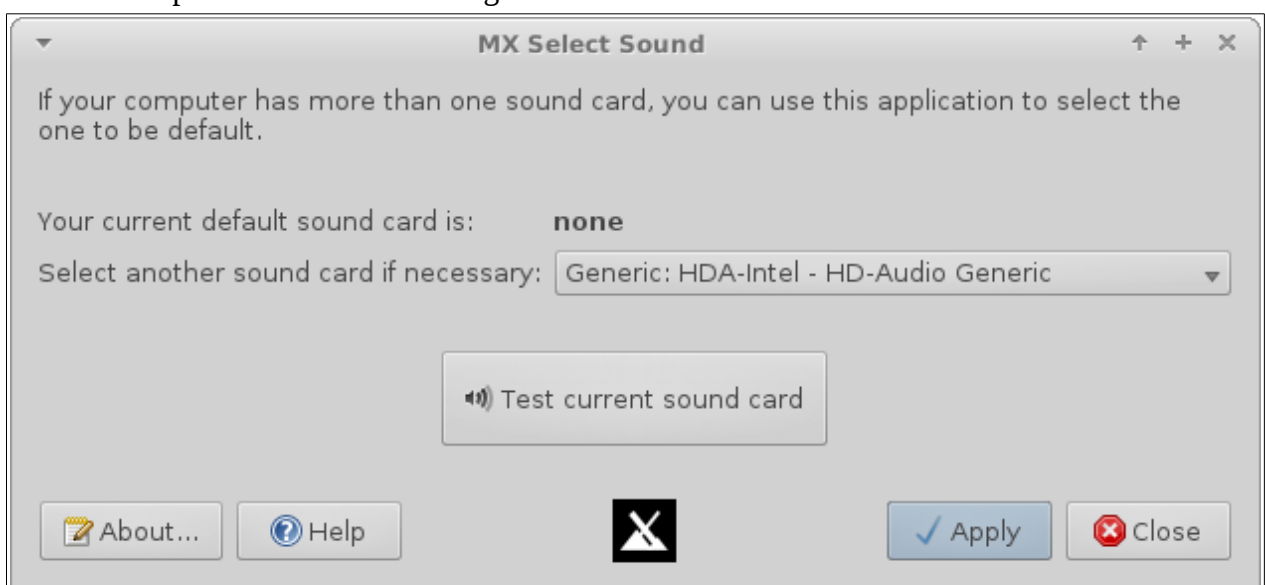 MX Select Sound
If your computer has more than one sound card, you can use this application to select the
one to be default.
Your current default sound card is: none
Select another sound card if necessary: Generic: HDA-Intel - HD-Audio Generic
Test current sound card
About... Help Apply Close